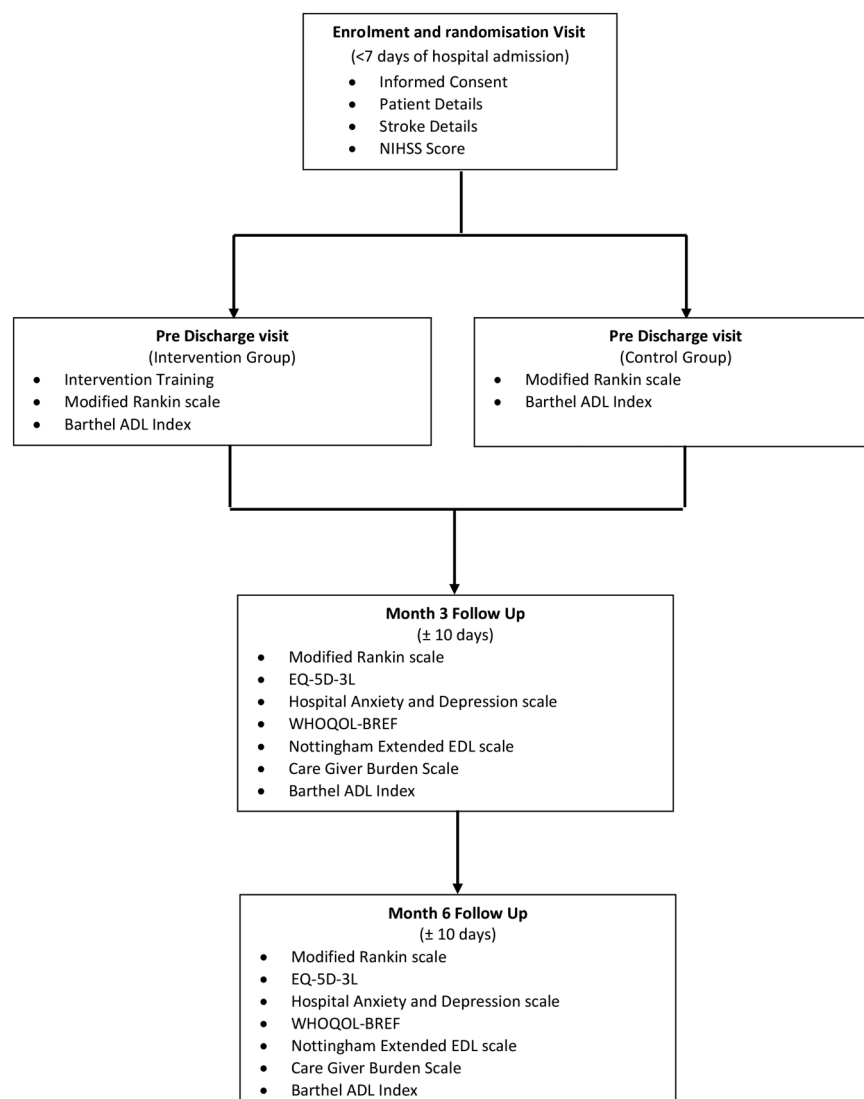 Enrolment and randomisation Visit
(<7 days of hospital admission)
• Informed Consent
• Patient Details
• Stroke Details
• NIHSS Score
Pre Discharge visit
(Intervention Group)
• Intervention Training
• Modified Rankin scale
• Barthel ADL Index
Pre Discharge visit
(Control Group)
• Modified Rankin scale
• Barthel ADL Index
Month 3 Follow Up
(± 10 days)
• Modified Rankin scale
• EQ-5D-3L
• Hospital Anxiety and Depression scale
• WHOQOL-BREF
• Nottingham Extended EDL scale
• Care Giver Burden Scale
• Barthel ADL Index
Month 6 Follow Up
(± 10 days)
• Modified Rankin scale
• EQ-5D-3L
• Hospital Anxiety and Depression scale
• WHOQOL-BREF
• Nottingham Extended EDL scale
• Care Giver Burden Scale
• Barthel ADL Index